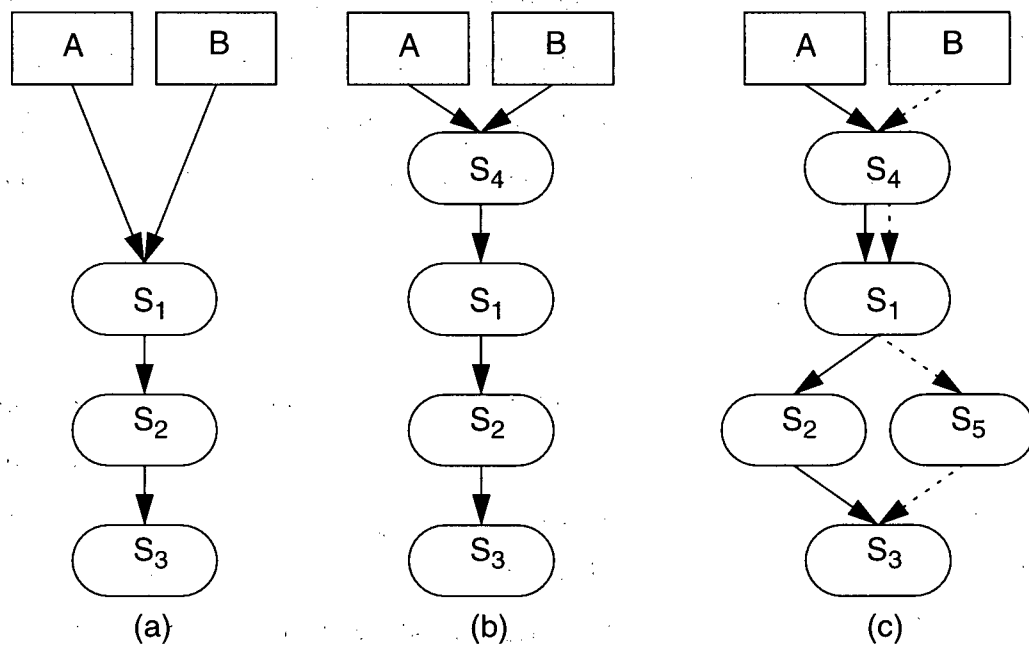 A B A B A B
S4 S4
S1 S1 S1
S2 S2 S2 S5
S3 S3 S3
(a) (b) (c)